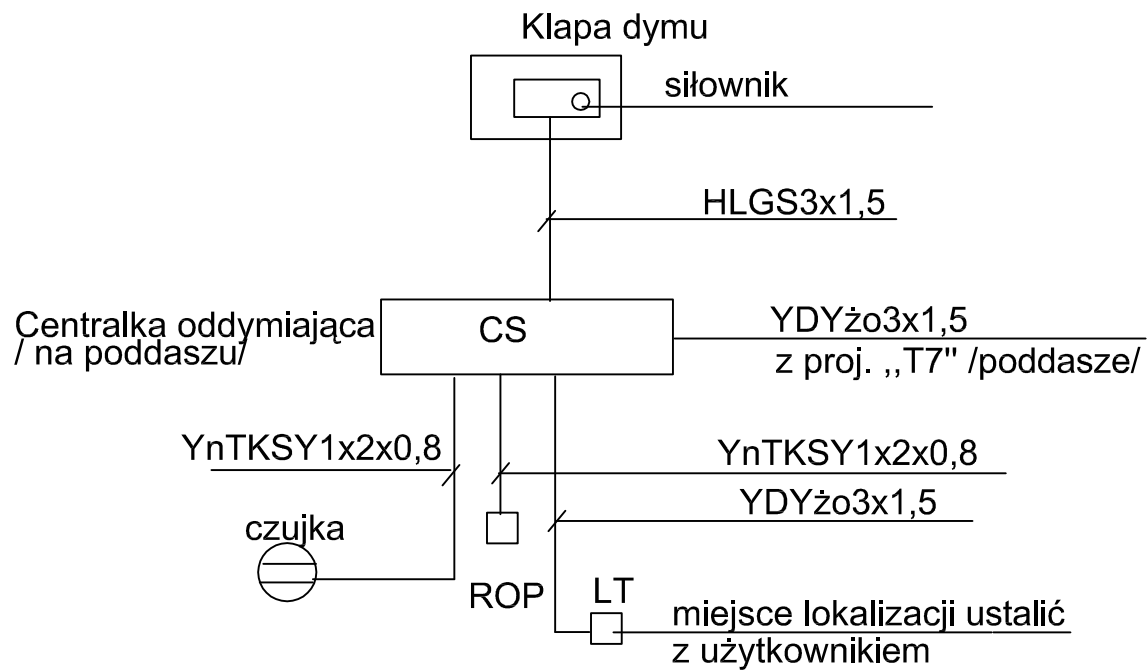 Klapa dymu
siłownik
HLGS3x1,5
Centralka oddymiająca
/ na poddaszu/
CS
YDYżo3x1,5
z proj. ,,T7" /poddasze/
YnTKSY1x2x0,8
YnTKSY1x2x0,8
YDYżo3x1,5
czujka
ROP
LT
miejsce lokalizacji ustalić
z użytkownikiem